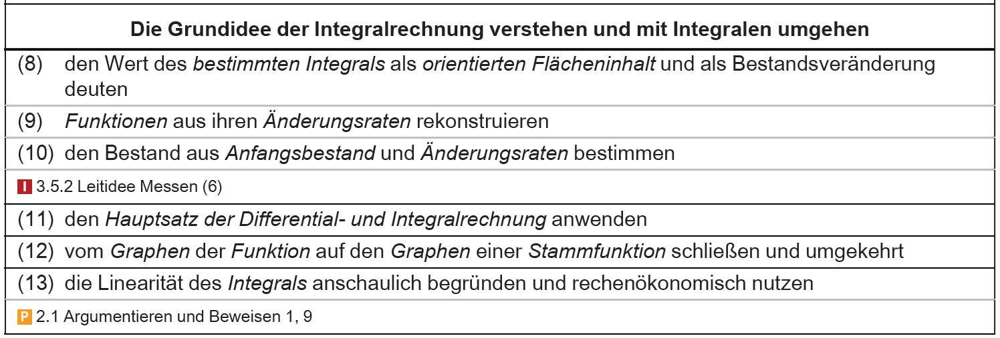 Die Grundidee der Integralrechnung verstehen und mit Integralen umgehen
(8) den Wert des bestimmten Integrals als orientierten Flächeninhalt und als Bestandsveränderung
deuten
(9) Funktionen aus ihren Änderungsraten rekonstruieren
(10) den Bestand aus Anfangsbestand und Änderungsraten bestimmen
I 3.5.2 Leitidee Messen (6)
(11) den Hauptsatz der Differential- und Integralrechnung anwenden
(12) vom Graphen der Funktion auf den Graphen einer Stammfunktion schließen und umgekehrt
(13) die Linearität des Integrals anschaulich begründen und rechenökonomisch nutzen
P 2.1 Argumentieren und Beweisen 1, 9